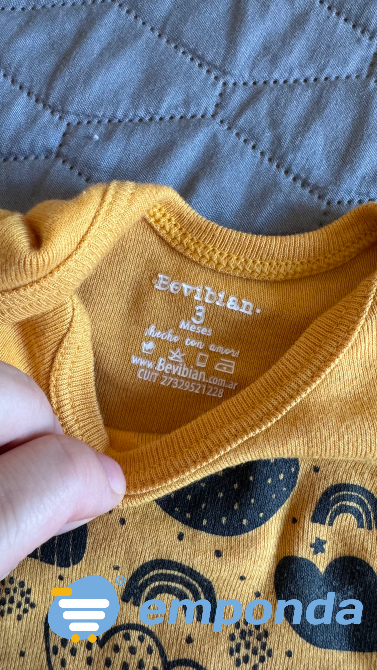 Bevibian.
3
Meses
¡hecho con amor!
www.Bevibian.com.ar
CUIT 27329521228
®
emponda